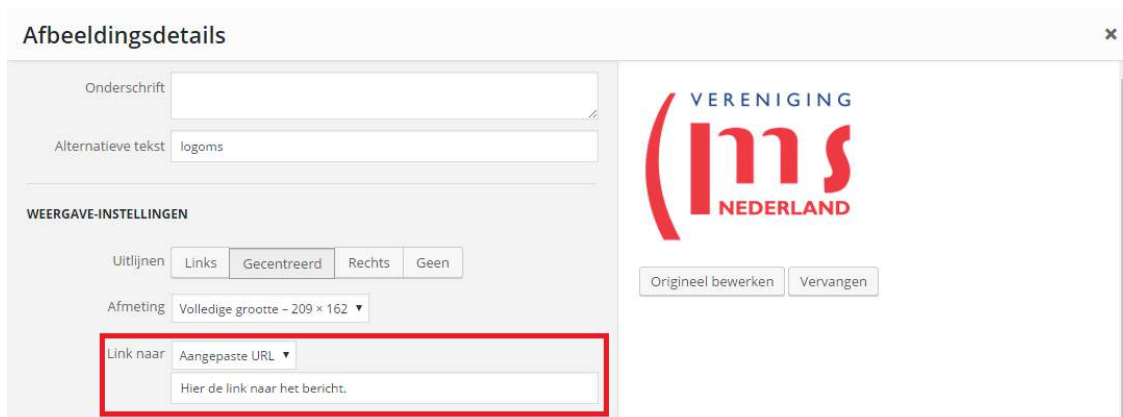 Afbeeldingsdetails
×
Onderschrift
Alternatieve tekst logoms
WEERGAVE-INSTELLINGEN
Uitlijnen Links Gecentreerd Rechts Geen
Afmeting Volledige grootte – 209 × 162
Link naar Aangepaste URL
Hier de link naar het bericht.
VERENIGING
ms
NEDERLAND
Origineel bewerken Vervangen